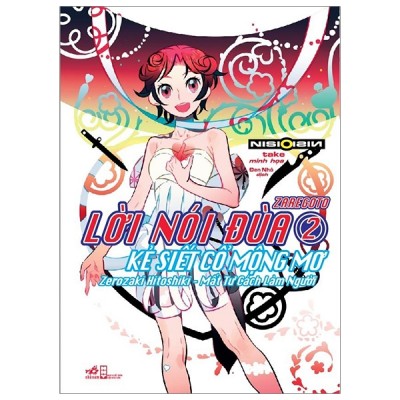 NISIOISIN
take
minh họa
Đen Nhỏ
dịch
ZAREGOTO
LỜI NÓI ĐÙA 2
KẺ SIẾT CỔ MỘNG MƠ
Zerozaki Hitoshiki - Mất Tư Cách Làm Người